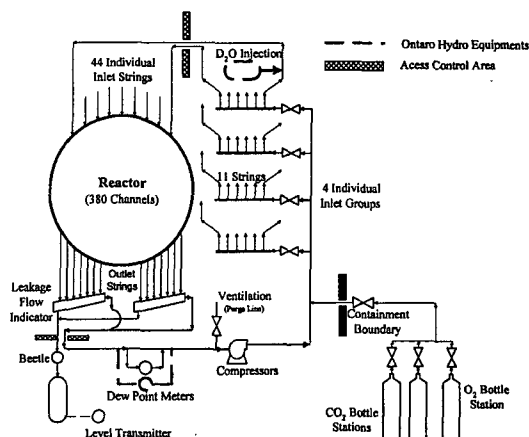 44 Individual
Inlet Strings
D2O Injection
Ontaro Hydro Equipments
Acess Control Area
Reactor
(380 Channels)
11 Strings
4 Individual
Inlet Groups
Outlet
Strings
Leakage
Flow
Indicator
Ventilation
(Purge Line)
Containment
Boundary
Beetle
Compressors
Dew Point Meters
Level Transmitter
O2 Bottle
Station
CO2 Bottle
Stations